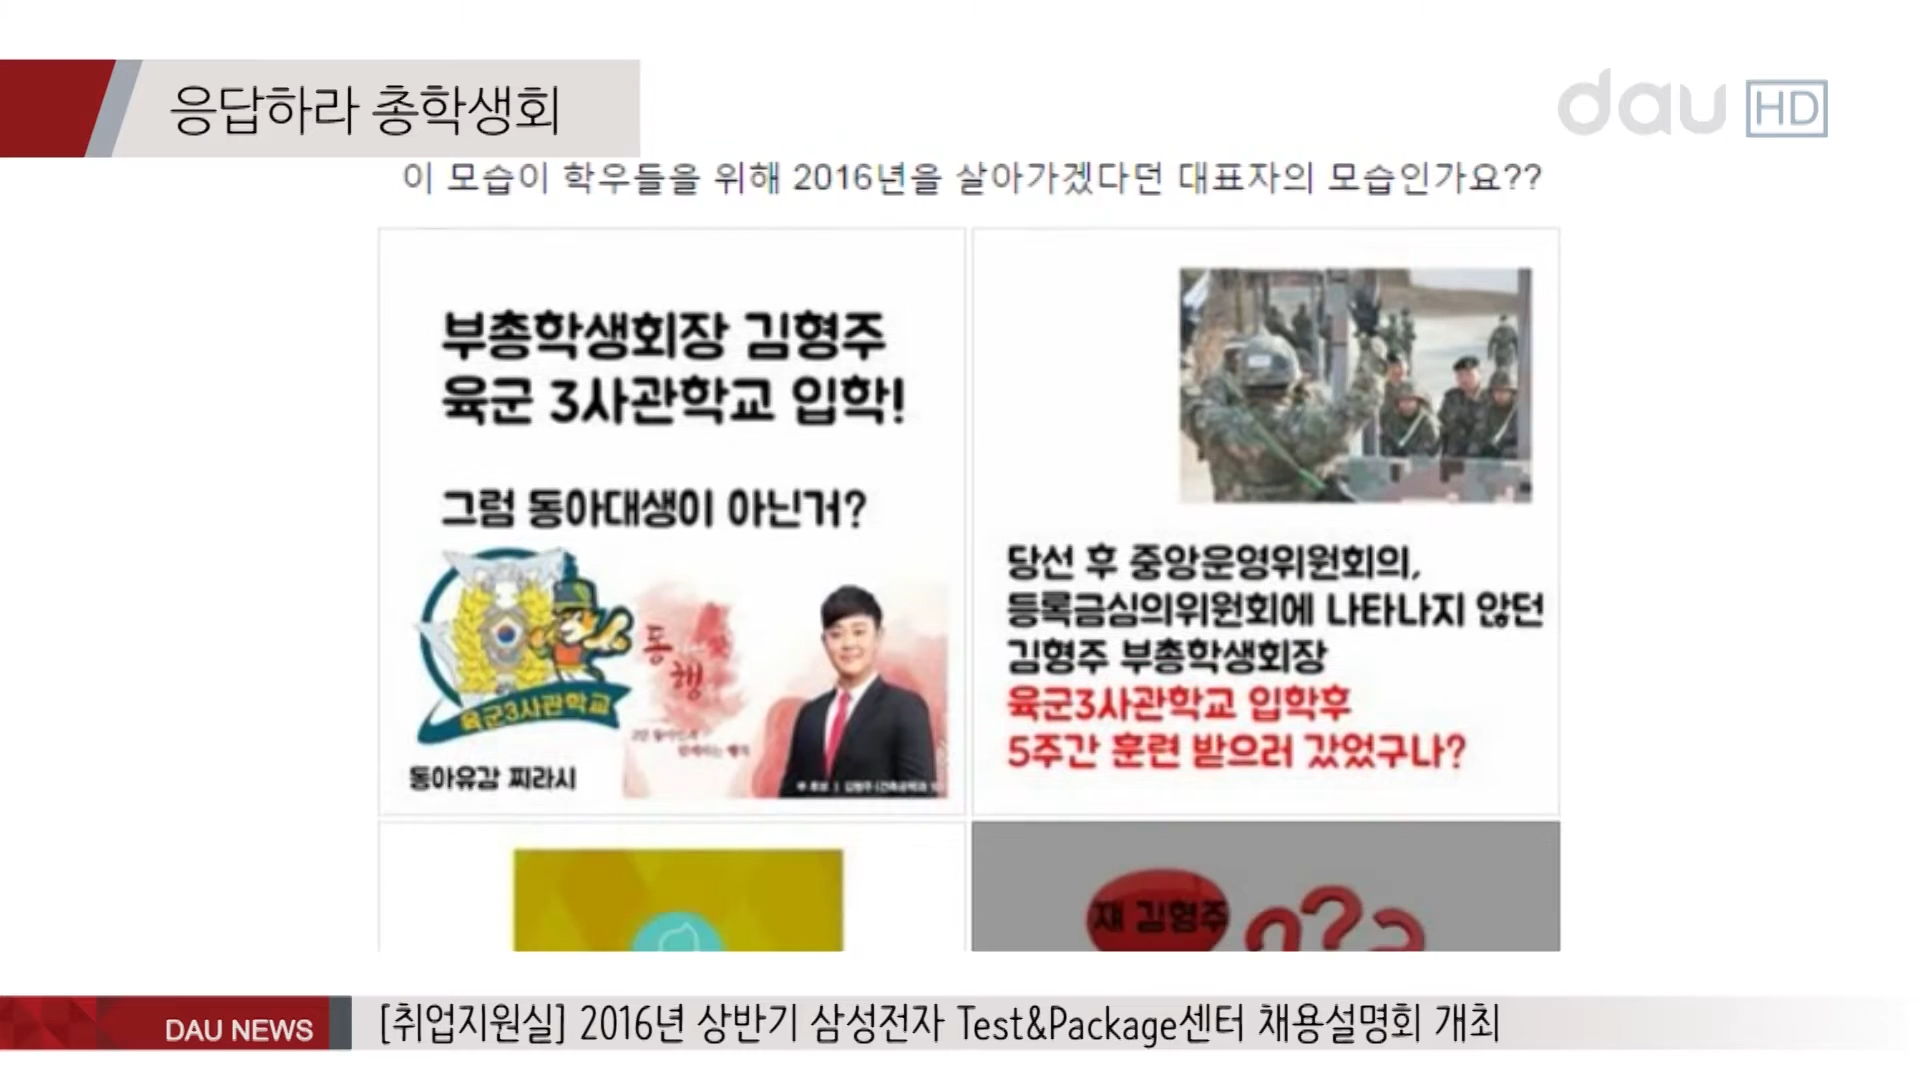 응답하라 총학생회
dau HD
이 모습이 학우들을 위해 2016년을 살아가겠다던 대표자의 모습인가요??
부총학생회장 김형주
육군 3사관학교 입학!
그럼 동아대생이 아닌거?
육군3사관학교
동행
동아유감 찌라시
당선 후 중앙운영위원회의,
등록금심의위원회에 나타나지 않던
김형주 부총학생회장
육군3사관학교 입학후
5주간 훈련 받으러 갔었구나?
재 김형주
???
DAU NEWS
[취업지원실] 2016년 상반기 삼성전자 Test&Package센터 채용설명회 개최